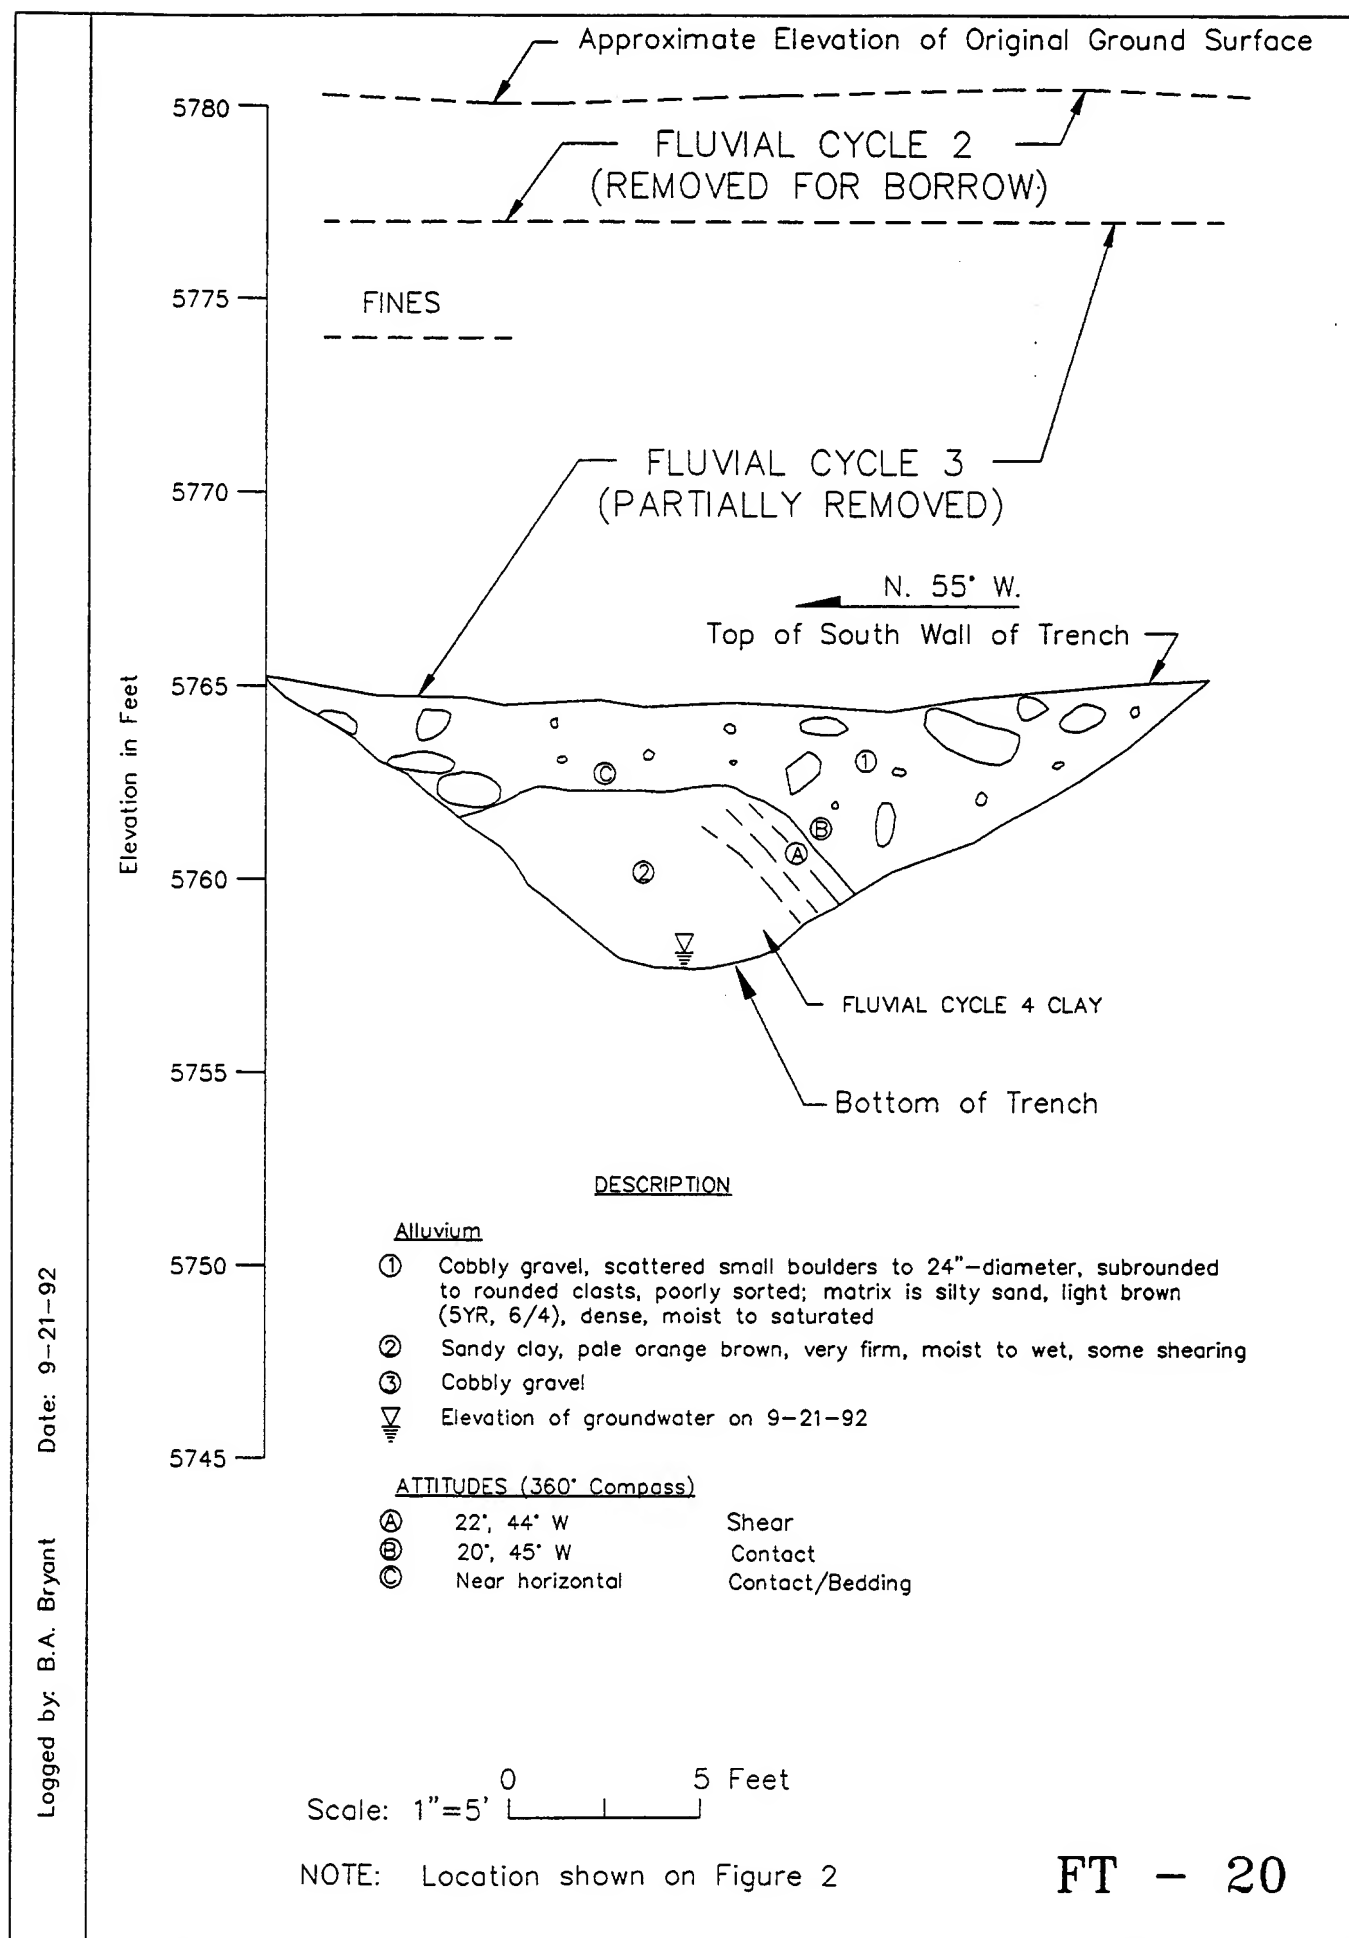 Approximate Elevation of Original Ground Surface
5780
FLUVIAL CYCLE 2
(REMOVED FOR BORROW)
5775
FINES
FLUVIAL CYCLE 3
5770
(PARTIALLY REMOVED)
N. 55° W.
Top of South Wall of Trench
5765
Elevation in Feet
1
C
B
A
5760
2
FLUVIAL CYCLE 4 CLAY
5755
Bottom of Trench
DESCRIPTION
Alluvium
5750
1 Cobbly gravel, scattered small boulders to 24"-diameter, subrounded
to rounded clasts, poorly sorted; matrix is silty sand, light brown
(5YR, 6/4), dense, moist to saturated
2 Sandy clay, pale orange brown, very firm, moist to wet, some shearing
3 Cobbly gravel
Elevation of groundwater on 9-21-92
5745
ATTITUDES (360° Compass)
A 22°, 44° W Shear
B 20°, 45° W Contact
C Near horizontal Contact/Bedding
0 5 Feet
Scale: 1"=5'
NOTE: Location shown on Figure 2
FT - 20
Logged by: B.A. Bryant Date: 9-21-92